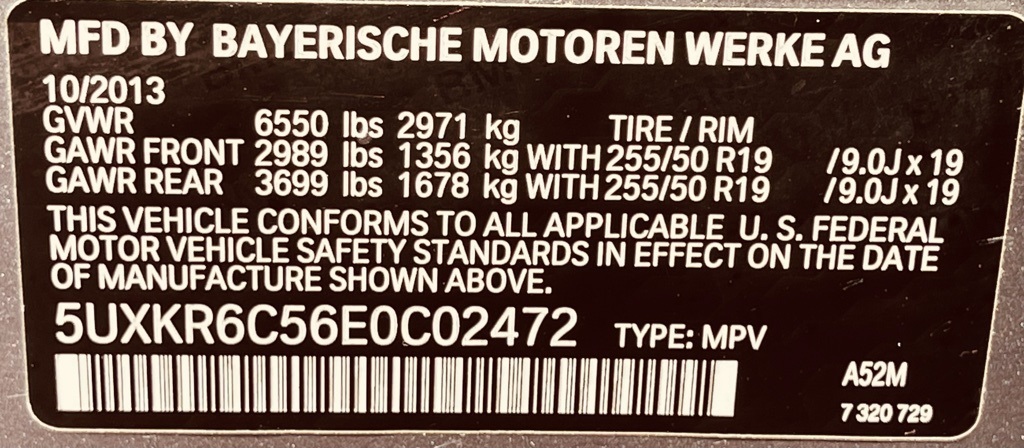 MFD BY BAYERISCHE MOTOREN WERKE AG
10/2013
GVWR 6550 lbs 2971 kg TIRE / RIM
GAWR FRONT 2989 lbs 1356 kg WITH 255/50 R19 /9.0J x 19
GAWR REAR 3699 lbs 1678 kg WITH 255/50 R19 /9.0J x 19
THIS VEHICLE CONFORMS TO ALL APPLICABLE U. S. FEDERAL
MOTOR VEHICLE SAFETY STANDARDS IN EFFECT ON THE DATE
OF MANUFACTURE SHOWN ABOVE.
5UXKR6C56E0C02472 TYPE: MPV
A52M
7 320 729